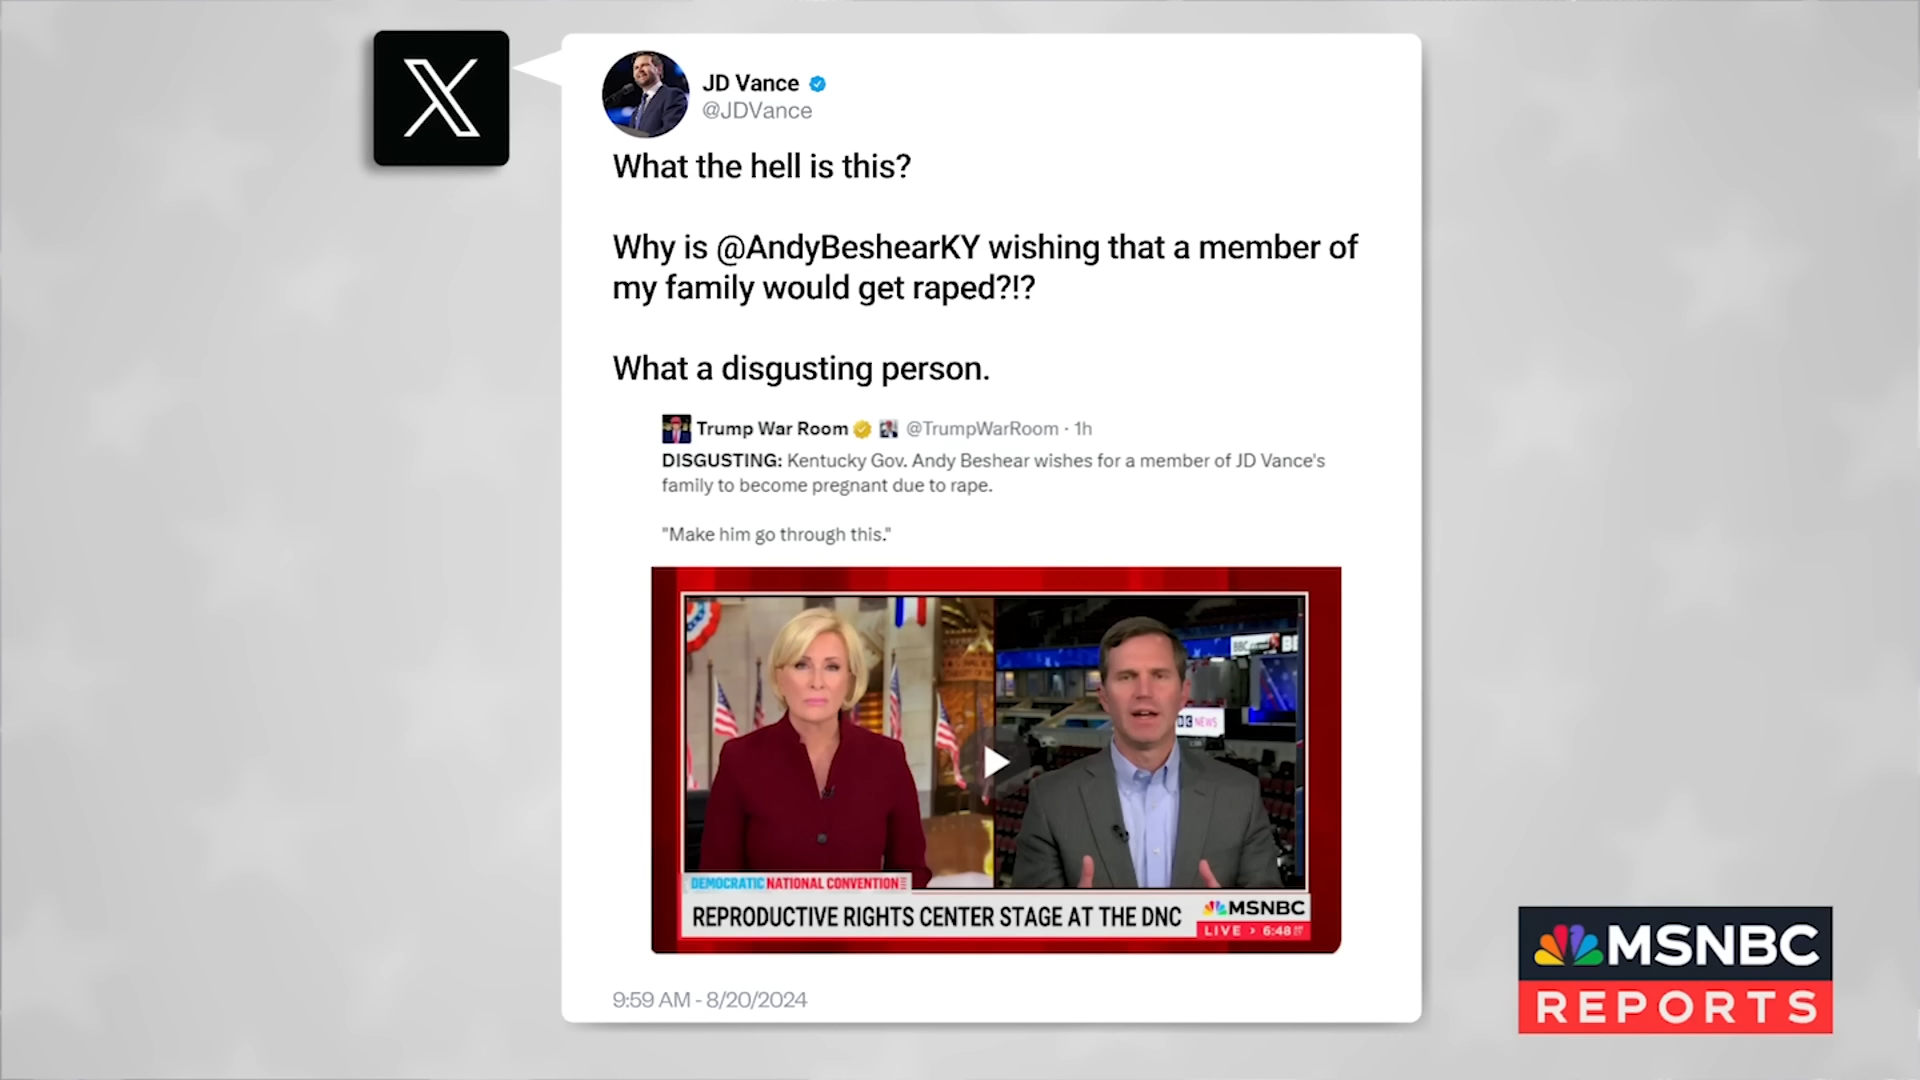 X
JD Vance
@JDVance
What the hell is this?
Why is @AndyBeshearKY wishing that a member of
my family would get raped?!?
What a disgusting person.
Trump War Room @TrumpWarRoom · 1h
DISGUSTING: Kentucky Gov. Andy Beshear wishes for a member of JD Vance's
family to become pregnant due to rape.
"Make him go through this."
NEWS
DEMOCRATIC NATIONAL CONVENTION
REPRODUCTIVE RIGHTS CENTER STAGE AT THE DNC
MSNBC
LIVE > 6:48
9:59 AM - 8/20/2024
MSNBC
REPORTS